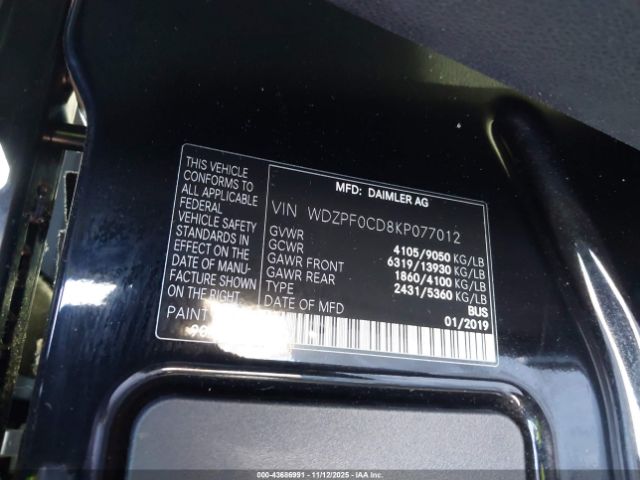 THIS VEHICLE
CONFORMS TO
ALL APPLICABLE
FEDERAL
VEHICLE SAFETY
STANDARDS IN
EFFECT ON THE
DATE OF MANU-
FACTURE SHOWN
ON THE RIGHT.
PAINT
MFD: DAIMLER AG
VIN WDZPF0CD8KP077012
GVWR 4105/9050 KG/LB
GCWR 6319/13930 KG/LB
GAWR FRONT 1860/4100 KG/LB
GAWR REAR 2431/5360 KG/LB
TYPE BUS
DATE OF MFD 01/2019
000-43686991 - 11/12/2025 - IAAI.COM